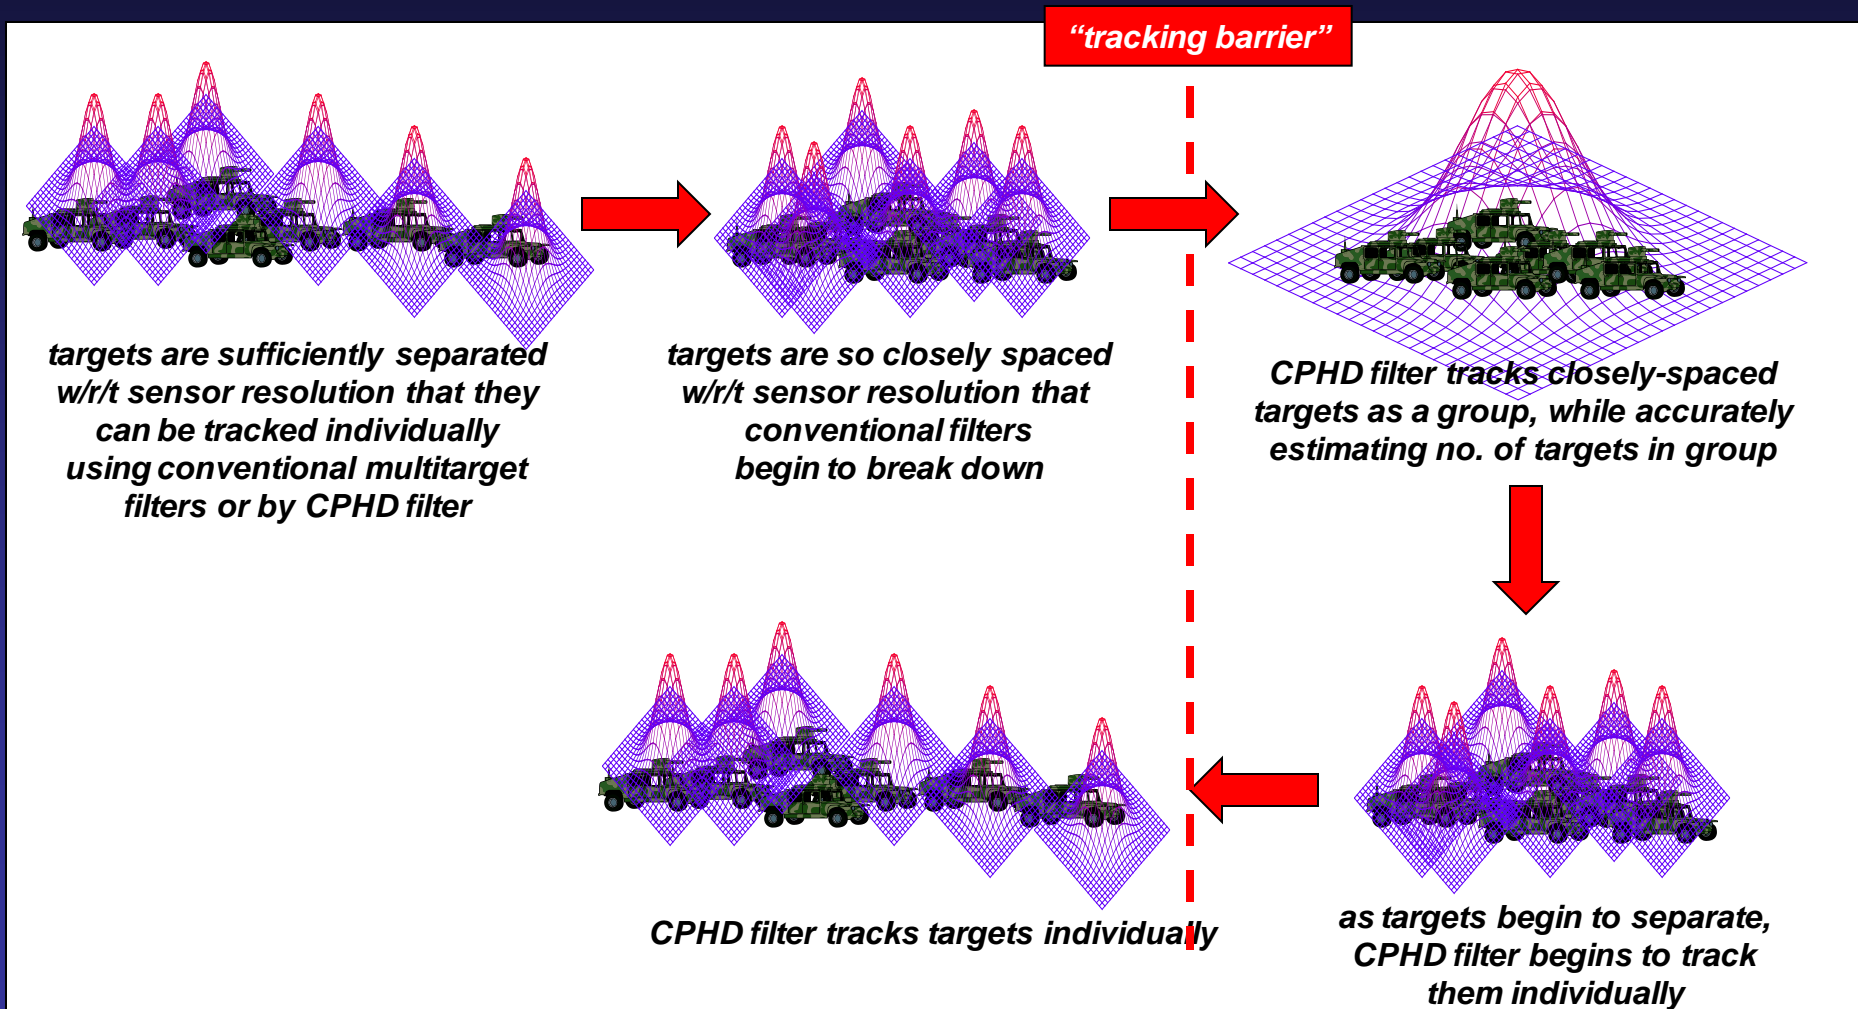 “tracking barrier”
targets are sufficiently separated
w/r/t sensor resolution that they
can be tracked individually
using conventional multitarget
filters or by CPHD filter
targets are so closely spaced
w/r/t sensor resolution that
conventional filters
begin to break down
CPHD filter tracks closely-spaced
targets as a group, while accurately
estimating no. of targets in group
CPHD filter tracks targets individually
as targets begin to separate,
CPHD filter begins to track
them individually